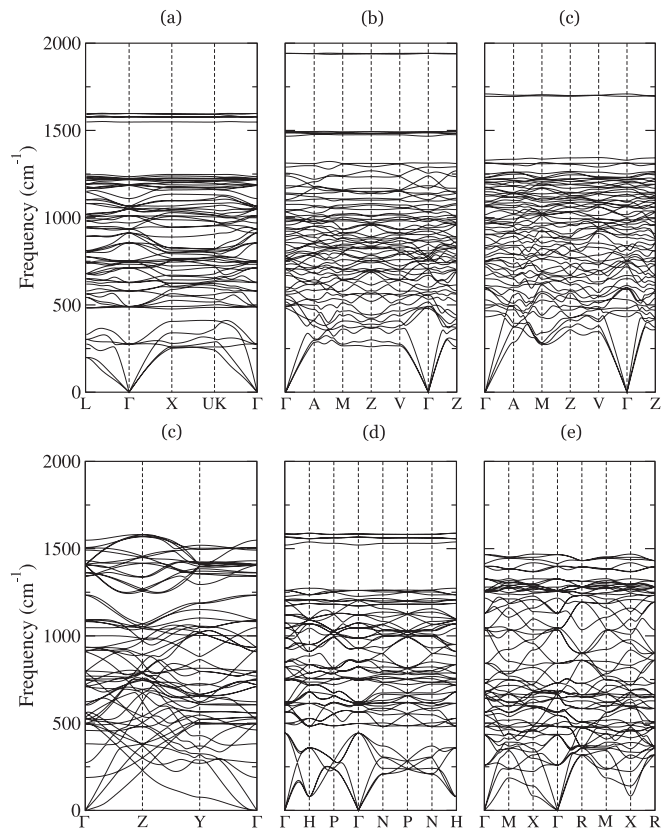 (a) (b) (c)
2000
1500
1000
500
0
Frequency (cm⁻¹)
L Γ X UK Γ Γ A M Z V Γ Z Γ A M Z V Γ Z
(c) (d) (e)
2000
1500
1000
500
0
Frequency (cm⁻¹)
Γ Z Y Γ Γ H P Γ N P N H Γ M X Γ R M X R